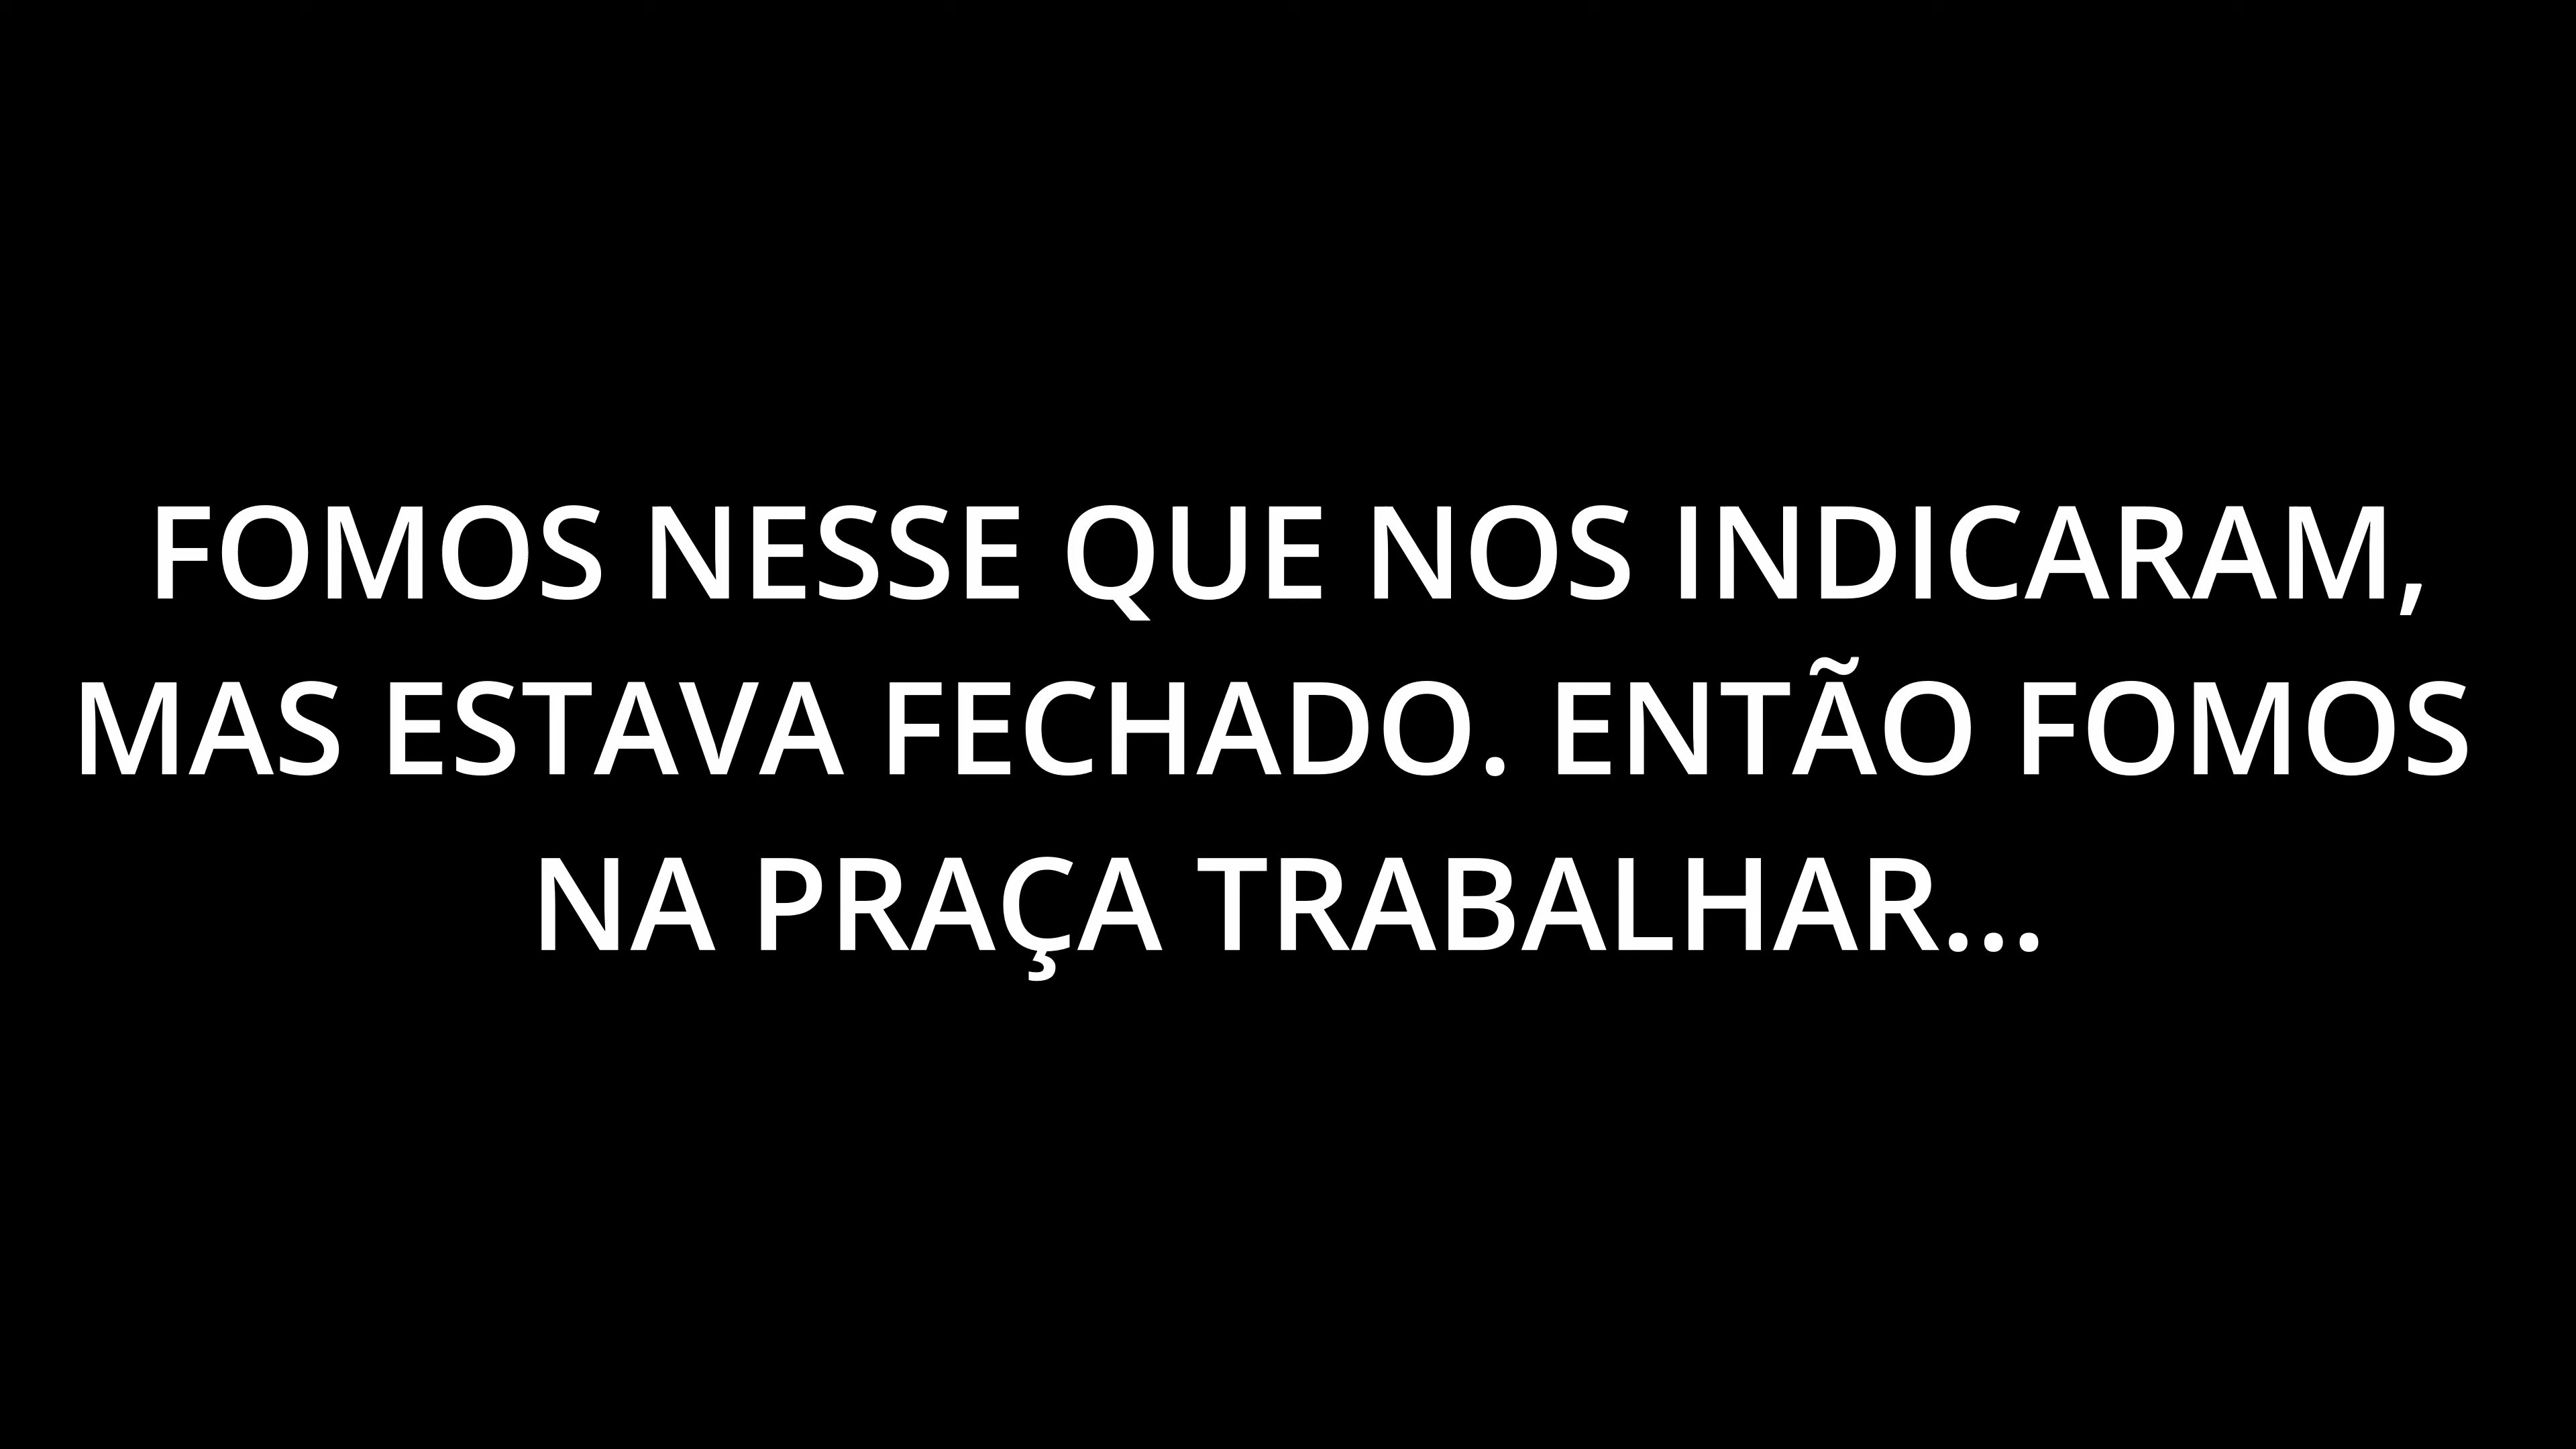 FOMOS NESSE QUE NOS INDICARAM,
MAS ESTAVA FECHADO. ENTÃO FOMOS
NA PRAÇA TRABALHAR...